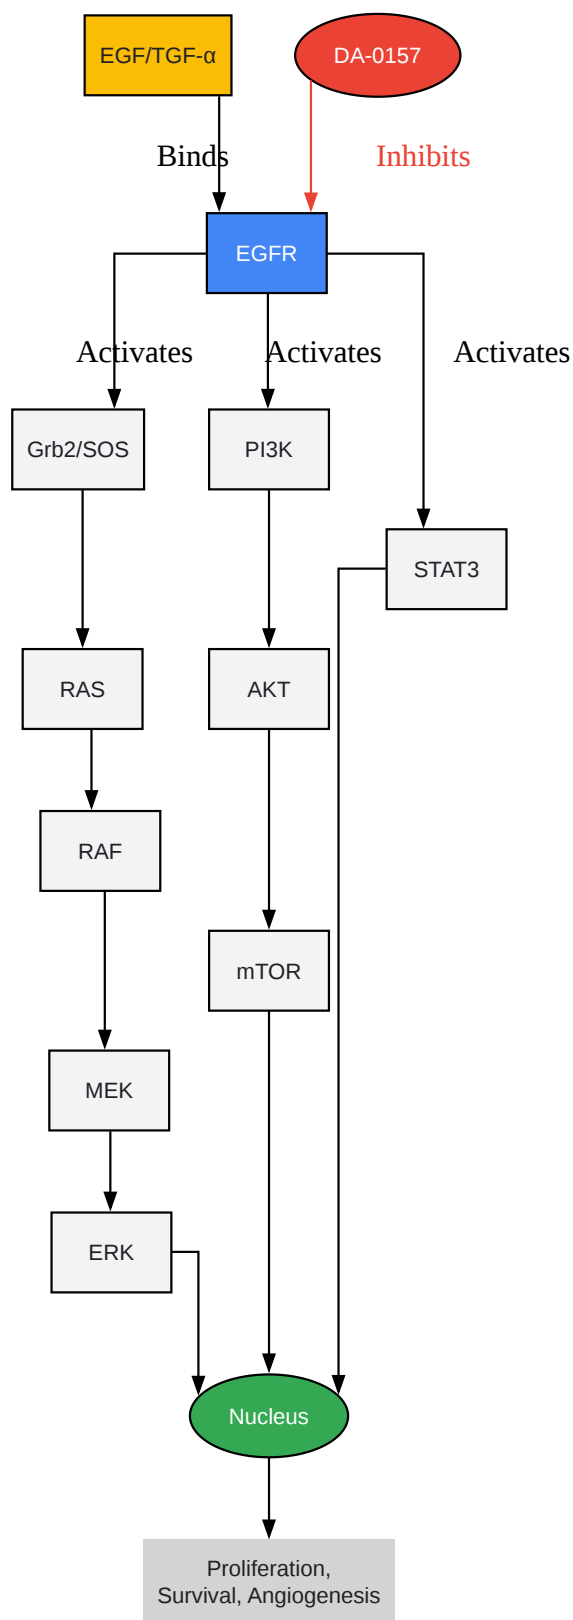 EGF/TGF-α
DA-0157
Binds
Inhibits
EGFR
Activates
Activates
Activates
Grb2/SOS
PI3K
STAT3
RAS
AKT
RAF
mTOR
MEK
ERK
Nucleus
Proliferation,
Survival, Angiogenesis